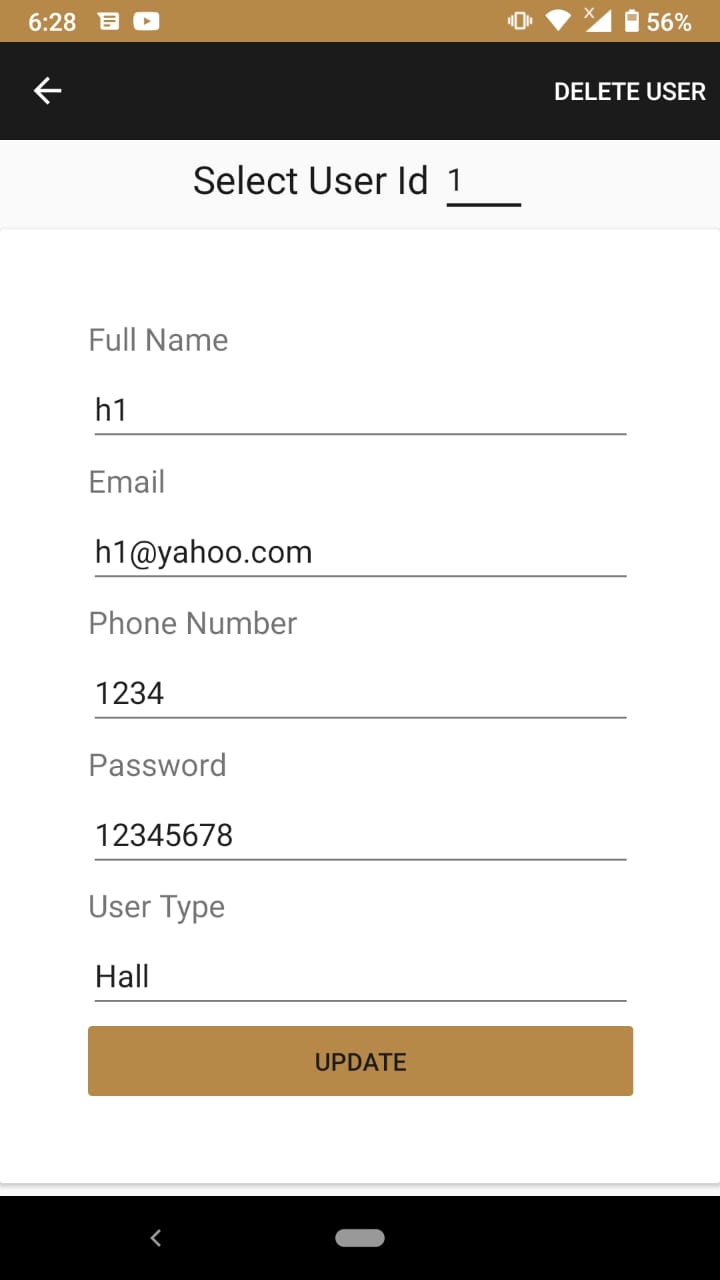 6:28 56%
DELETE USER
Select User Id 1
Full Name
h1
Email
h1@yahoo.com
Phone Number
1234
Password
12345678
User Type
Hall
UPDATE